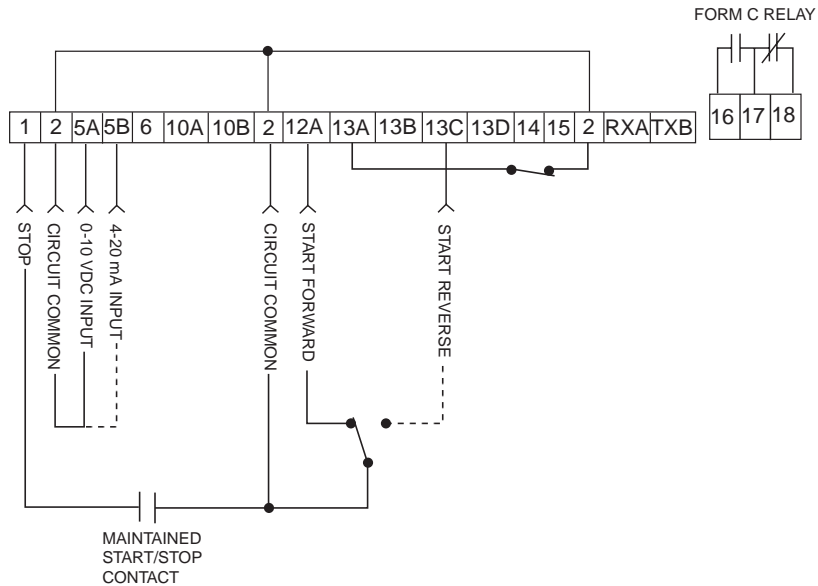 FORM C RELAY
1 2 5A 5B 6 10A 10B 2 12A 13A 13B 13C 13D 14 15 2 RXA TXB
16 17 18
STOP
CIRCUIT COMMON
0-10 VDC INPUT
4-20 mA INPUT
CIRCUIT COMMON
START FORWARD
START REVERSE
MAINTAINED
START/STOP
CONTACT